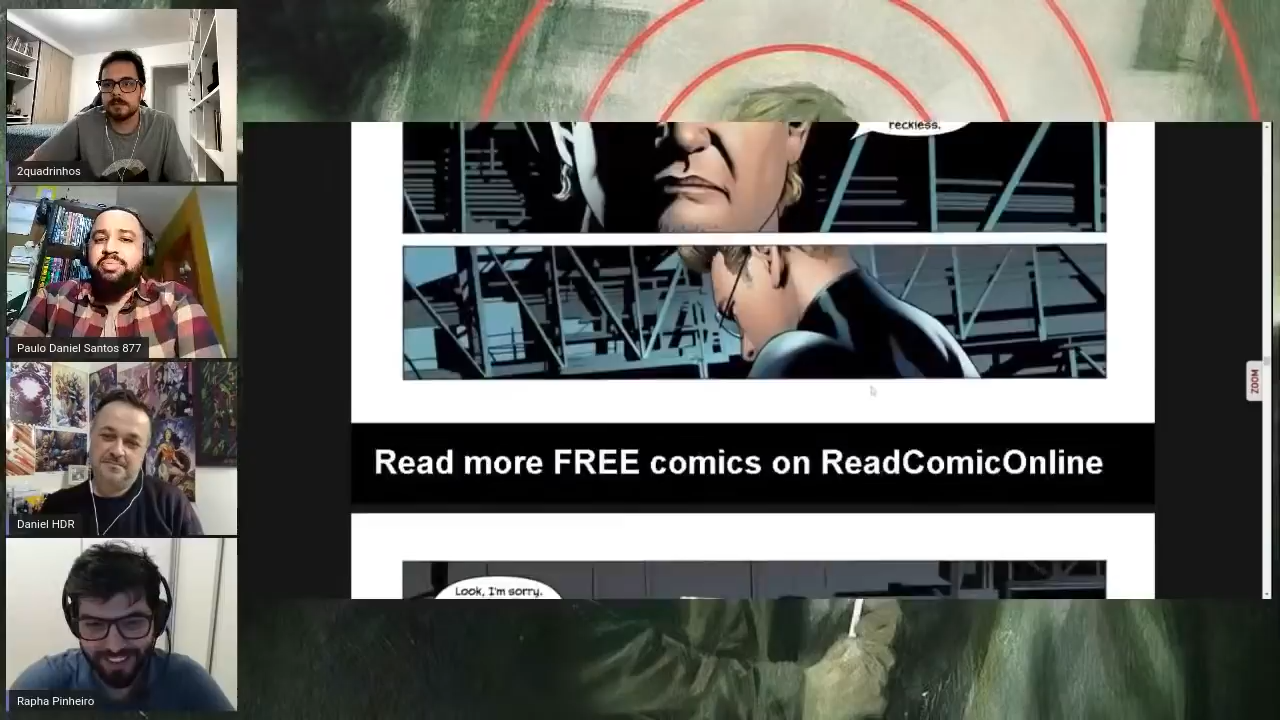 2quadrinhos
Paulo Daniel Santos 877
Daniel HDR
Rapha Pinheiro
reckless.
Read more FREE comics on ReadComicOnline
Look, I'm sorry.
ZOOM